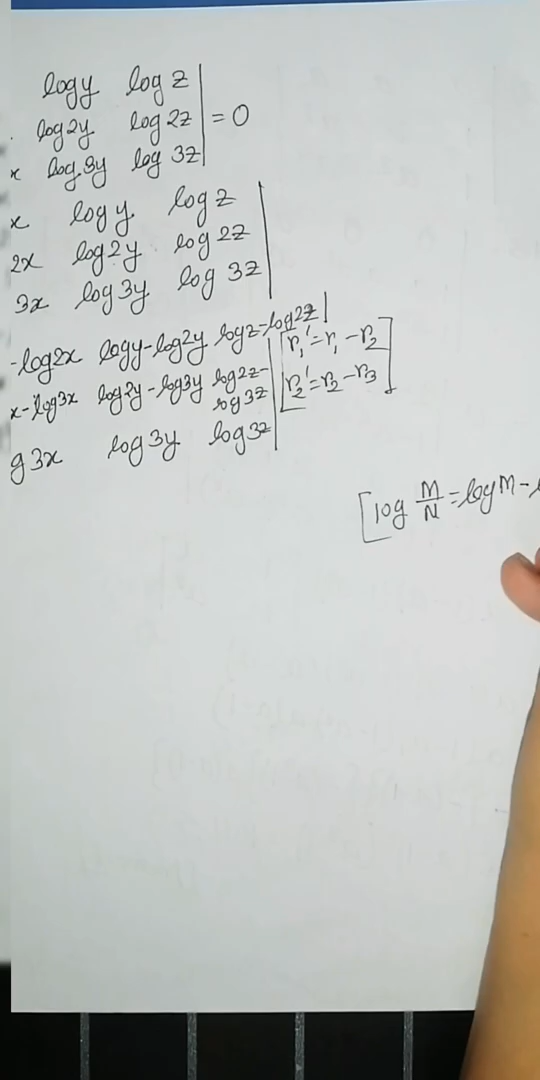 log y log z
log 2y log 2z = 0
x log 3y log 3z
x log y log z
2x log 2y log 2z
3x log 3y log 3z
-log 2x log y - log 2y log z - log 2z
[r₁' = r₁ - r₂
x - log 3x log 2y - log 3y log 2z -
log 3z
r₂' = r₂ - r₃]
g 3x log 3y log 3z
[log M/N = log M -